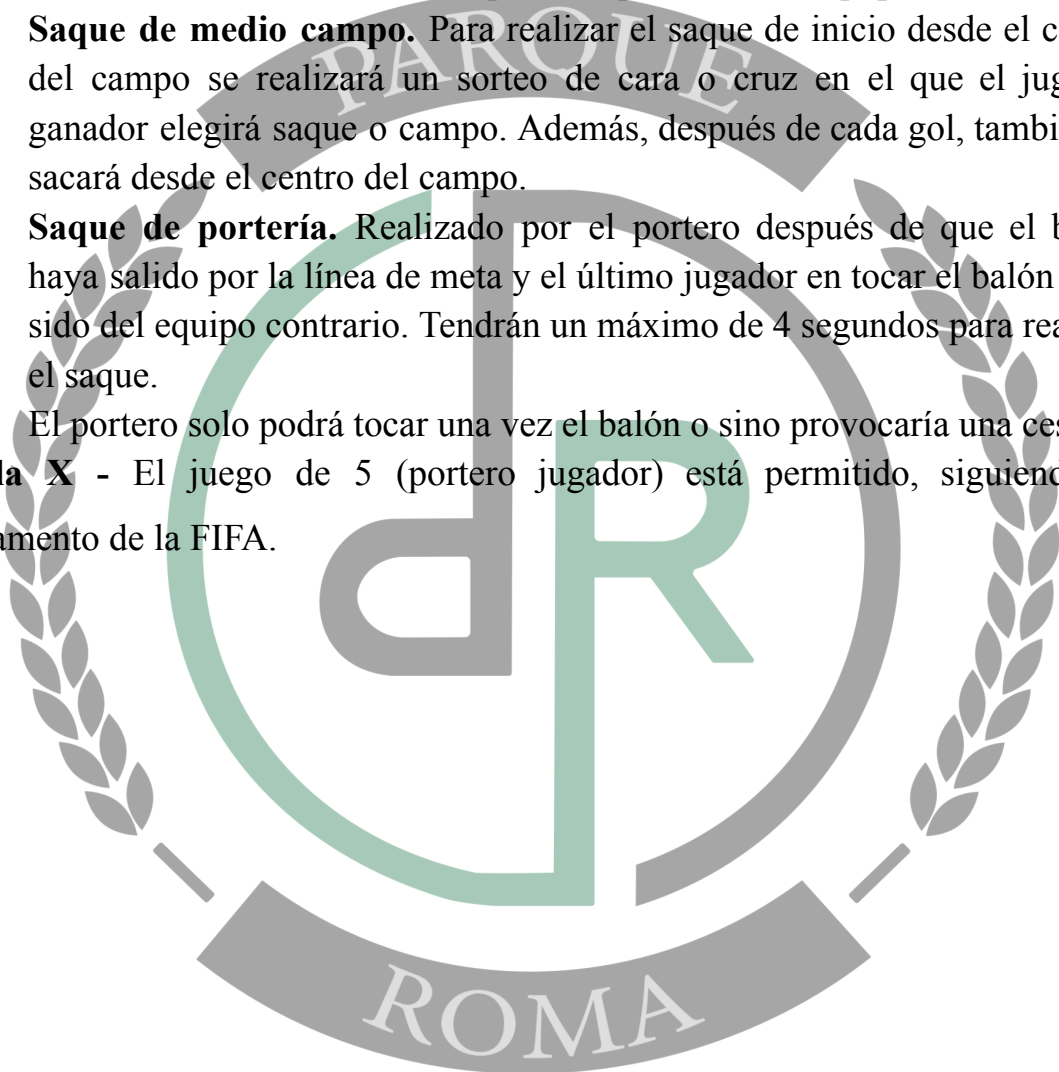 Saque de medio campo. Para realizar el saque de inicio desde el c
del campo se realizará un sorteo de cara o cruz en el que el jug
ganador elegirá saque o campo. Además, después de cada gol, tambi
sacará desde el centro del campo.
Saque de portería. Realizado por el portero después de que el b
haya salido por la línea de meta y el último jugador en tocar el balón
sido del equipo contrario. Tendrán un máximo de 4 segundos para rea
el saque.
El portero solo podrá tocar una vez el balón o sino provocaría una ces
la X - El juego de 5 (portero jugador) está permitido, siguiend
amento de la FIFA.
PARQUE
dR
ROMA